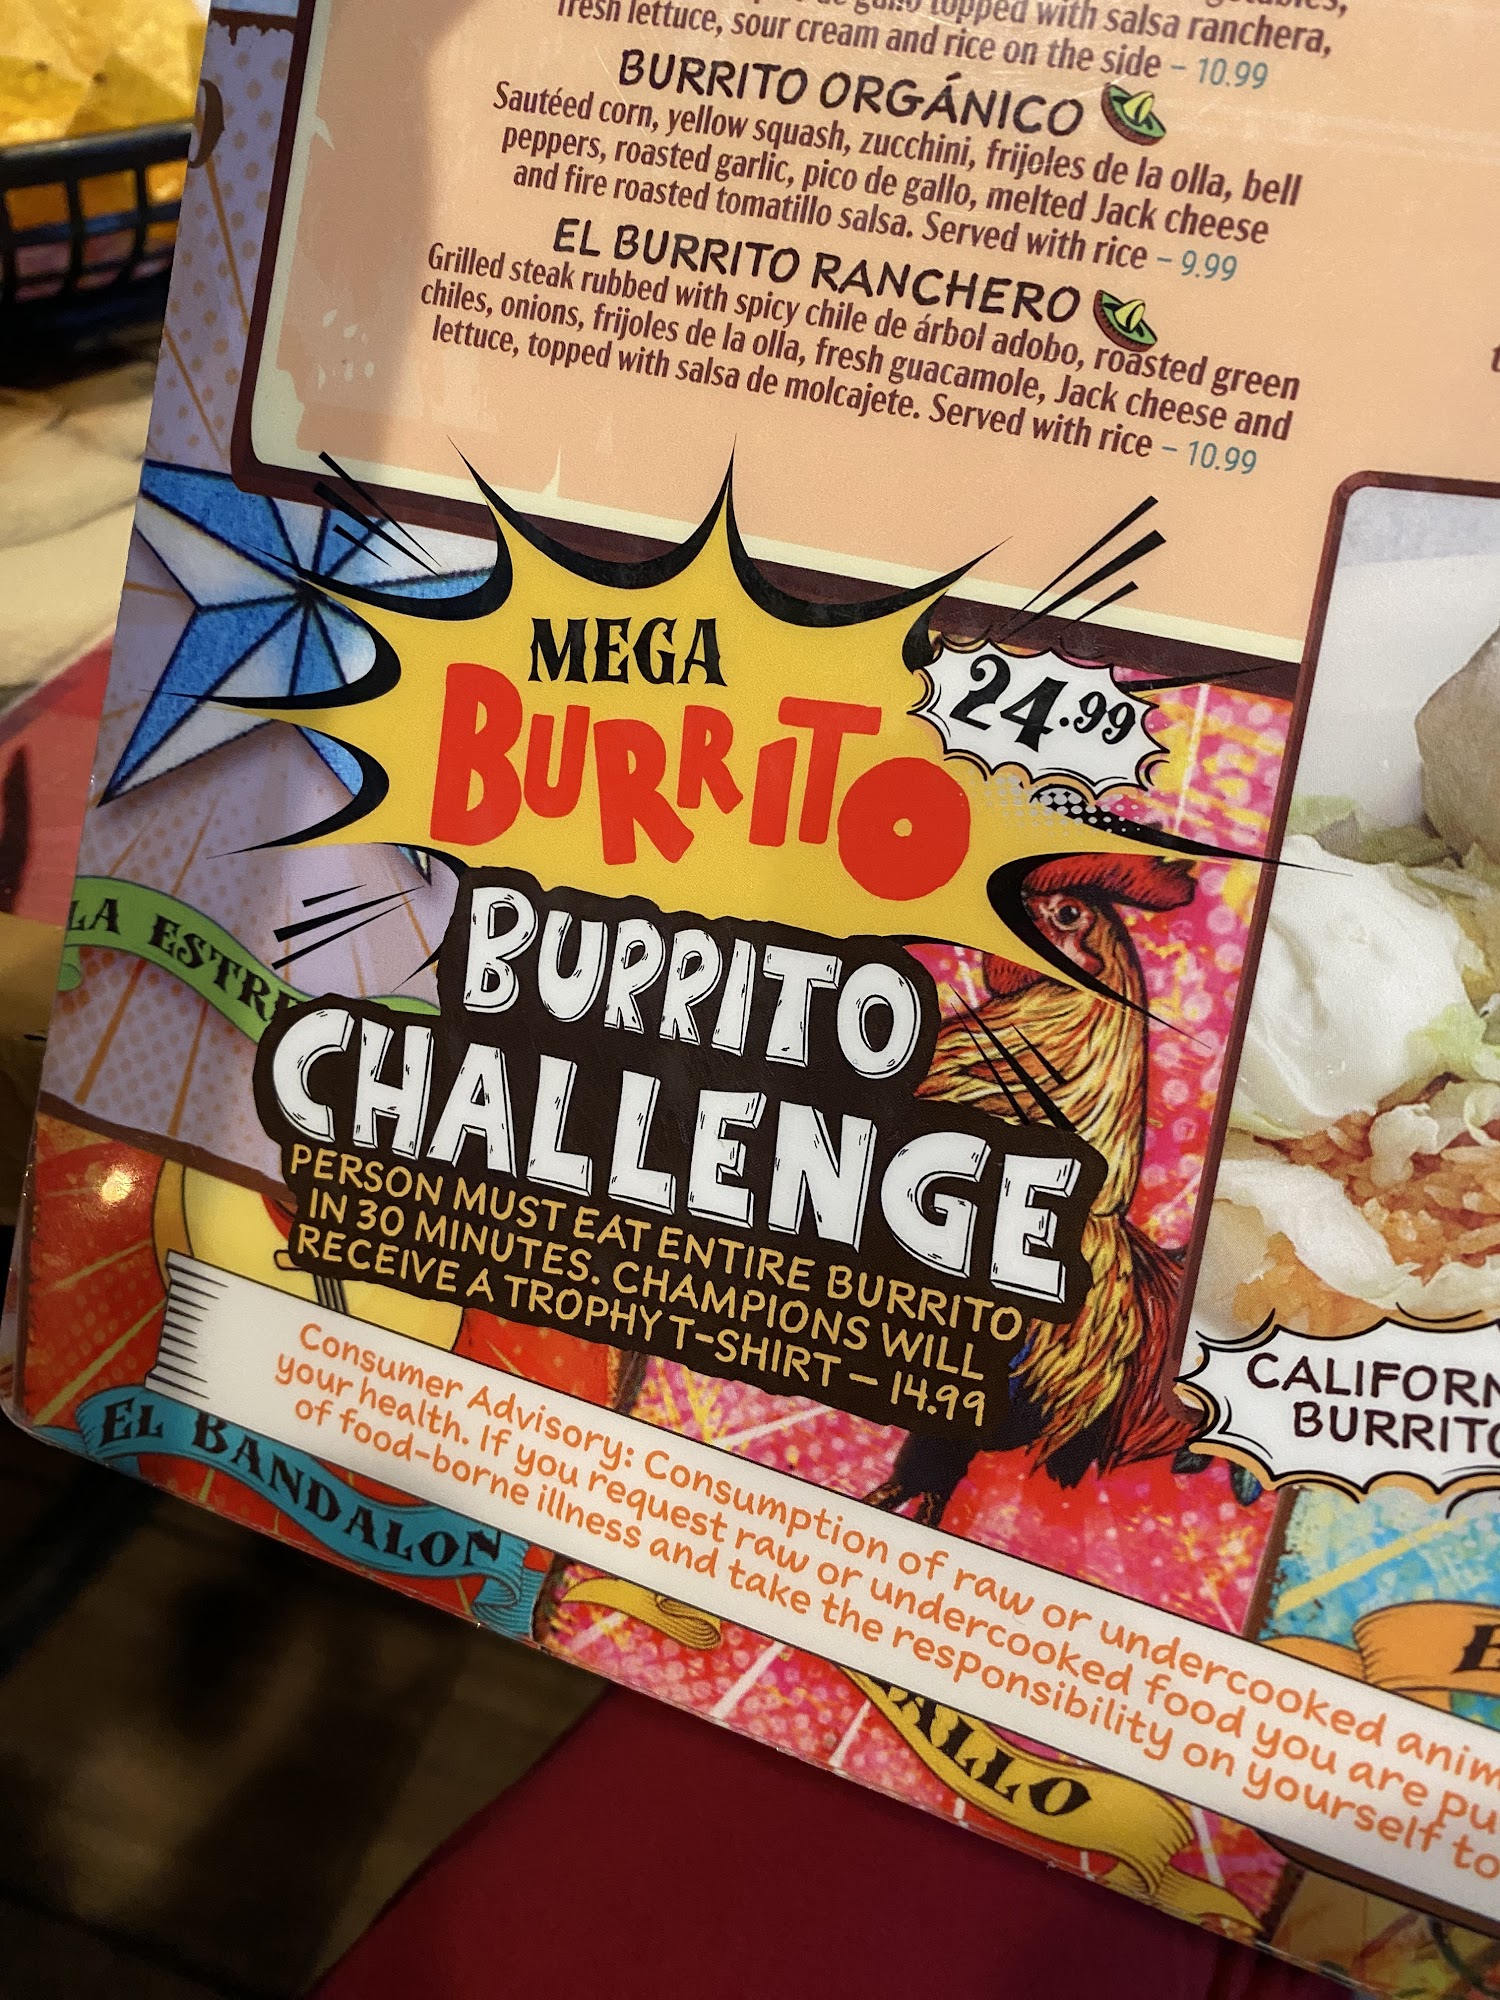 topped with salsa ranchera,
fresh lettuce, sour cream and rice on the side – 10.99
BURRITO ORGÁNICO
Sautéed corn, yellow squash, zucchini, frijoles de la olla, bell
peppers, roasted garlic, pico de gallo, melted Jack cheese
and fire roasted tomatillo salsa. Served with rice – 9.99
EL BURRITO RANCHERO
Grilled steak rubbed with spicy chile de árbol adobo, roasted green
chiles, onions, frijoles de la olla, fresh guacamole, Jack cheese and
lettuce, topped with salsa de molcajete. Served with rice – 10.99
MEGA
BURRITO
24.99
BURRITO
CHALLENGE
PERSON MUST EAT ENTIRE BURRITO
IN 30 MINUTES. CHAMPIONS WILL
RECEIVE A TROPHY T-SHIRT – 14.99
LA ESTRE
Consumer Advisory: Consumption of raw or undercooked anim
your health. If you request raw or undercooked food you are pu
of food-borne illness and take the responsibility on yourself to
EL BANDALON
ALLO
CALIFORN
BURRITO